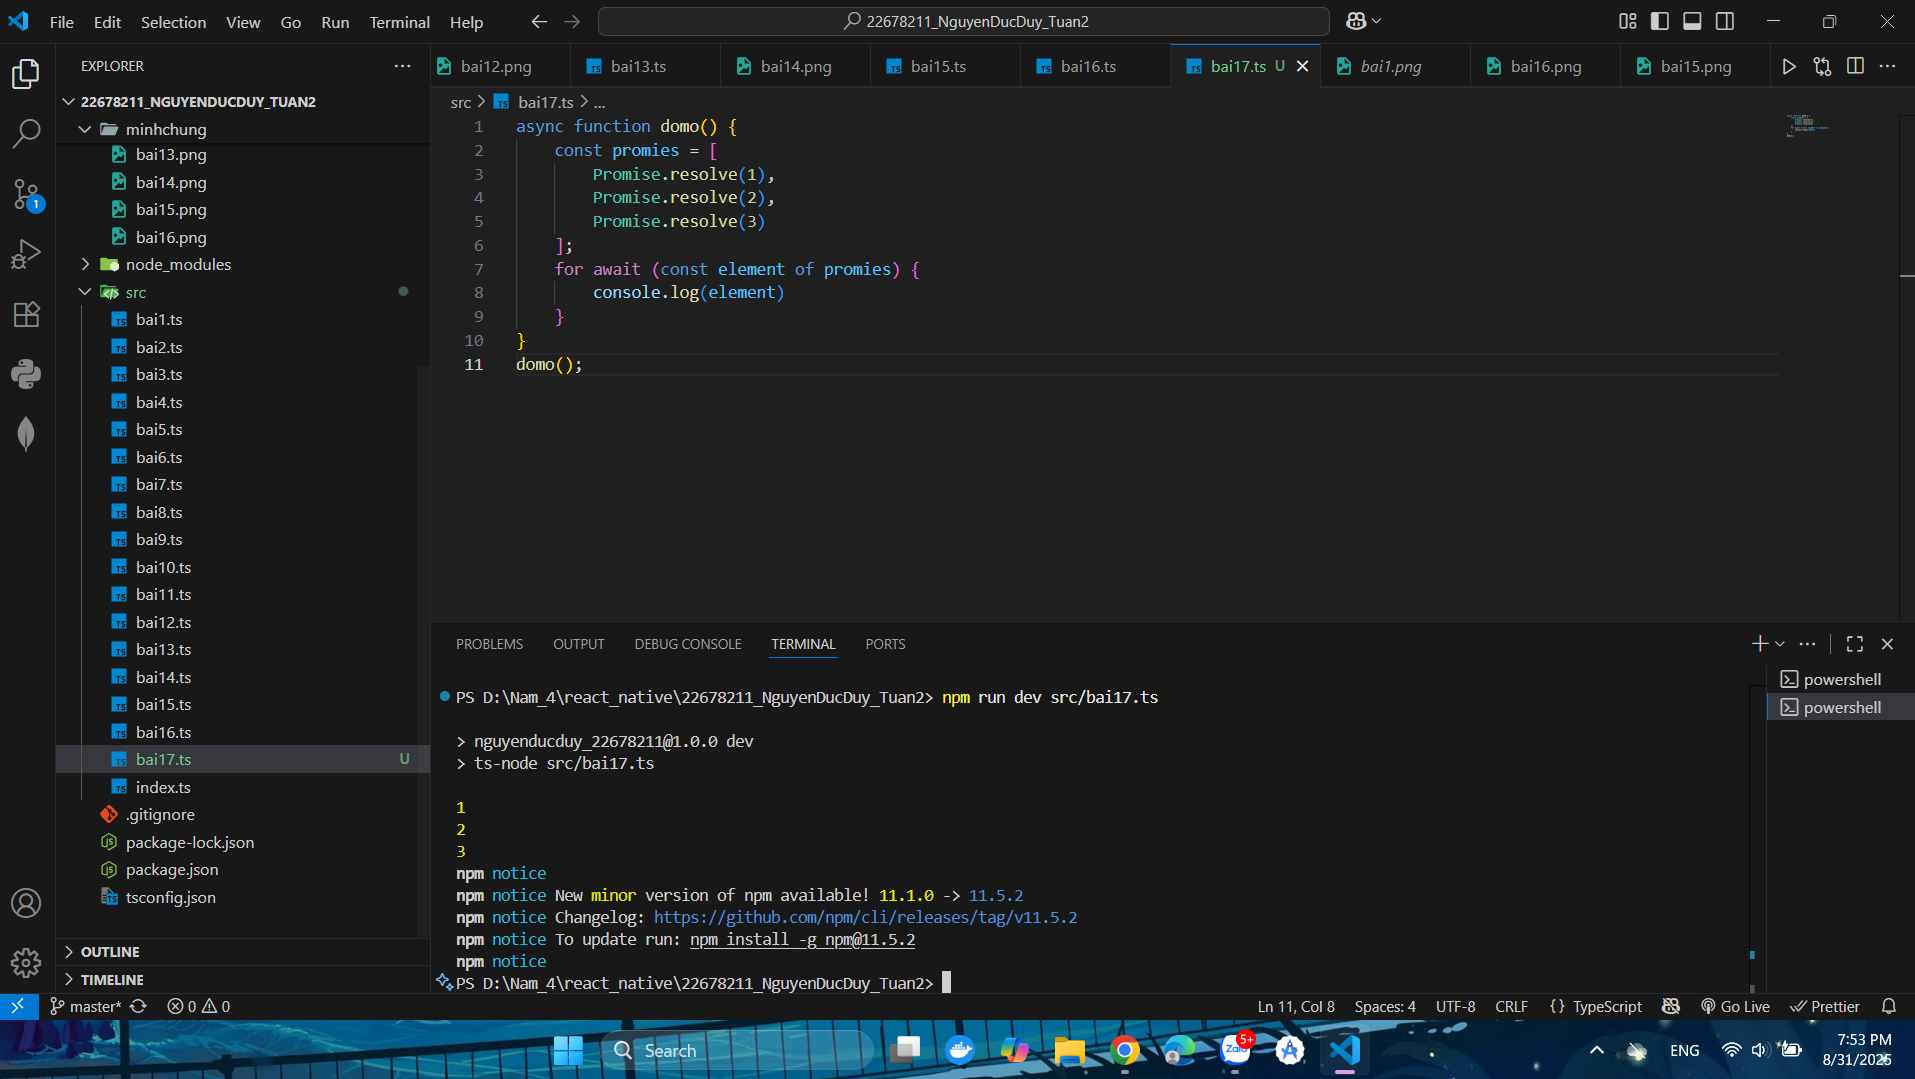 File Edit Selection View Go Run Terminal Help
22678211_NguyenDucDuy_Tuan2
EXPLORER
22678211_NGUYENDUCDUY_TUAN2
minhchung
bai13.png
bai14.png
bai15.png
bai16.png
node_modules
src
bai1.ts
bai2.ts
bai3.ts
bai4.ts
bai5.ts
bai6.ts
bai7.ts
bai8.ts
bai9.ts
bai10.ts
bai11.ts
bai12.ts
bai13.ts
bai14.ts
bai15.ts
bai16.ts
bai17.ts U
index.ts
.gitignore
package-lock.json
package.json
tsconfig.json
OUTLINE
TIMELINE
1
bai12.png bai13.ts bai14.png bai15.ts bai16.ts bai17.ts U bai1.png bai16.png bai15.png
src > bai17.ts > ...
1 async function domo() {
2 const promies = [
3 Promise.resolve(1),
4 Promise.resolve(2),
5 Promise.resolve(3)
6 ];
7 for await (const element of promies) {
8 console.log(element)
9 }
10 }
11 domo();
PROBLEMS OUTPUT DEBUG CONSOLE TERMINAL PORTS
powershell
powershell
PS D:\Nam_4\react_native\22678211_NguyenDucDuy_Tuan2> npm run dev src/bai17.ts
> nguyenducduy_22678211@1.0.0 dev
> ts-node src/bai17.ts
1
2
3
npm notice
npm notice New minor version of npm available! 11.1.0 -> 11.5.2
npm notice Changelog: https://github.com/npm/cli/releases/tag/v11.5.2
npm notice To update run: npm install -g npm@11.5.2
npm notice
PS D:\Nam_4\react_native\22678211_NguyenDucDuy_Tuan2>
master* 0 0 Ln 11, Col 8 Spaces: 4 UTF-8 CRLF {} TypeScript Go Live Prettier
Search Zalo 5+ ENG 7:53 PM
8/31/2025